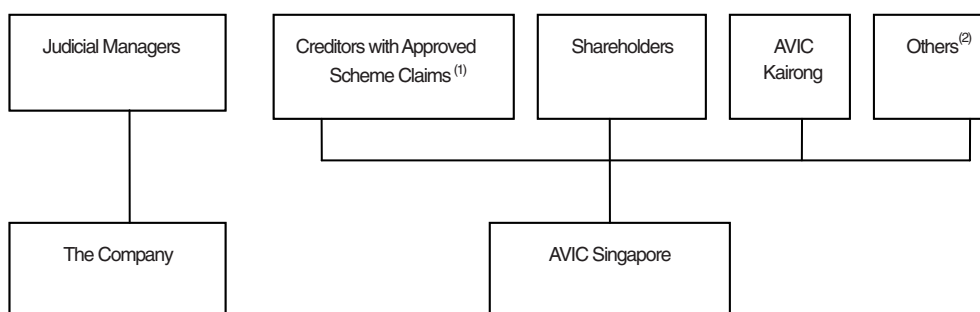 Judicial Managers
Creditors with Approved
Scheme Claims (1)
Shareholders
AVIC
Kairong
Others(2)
The Company
AVIC Singapore